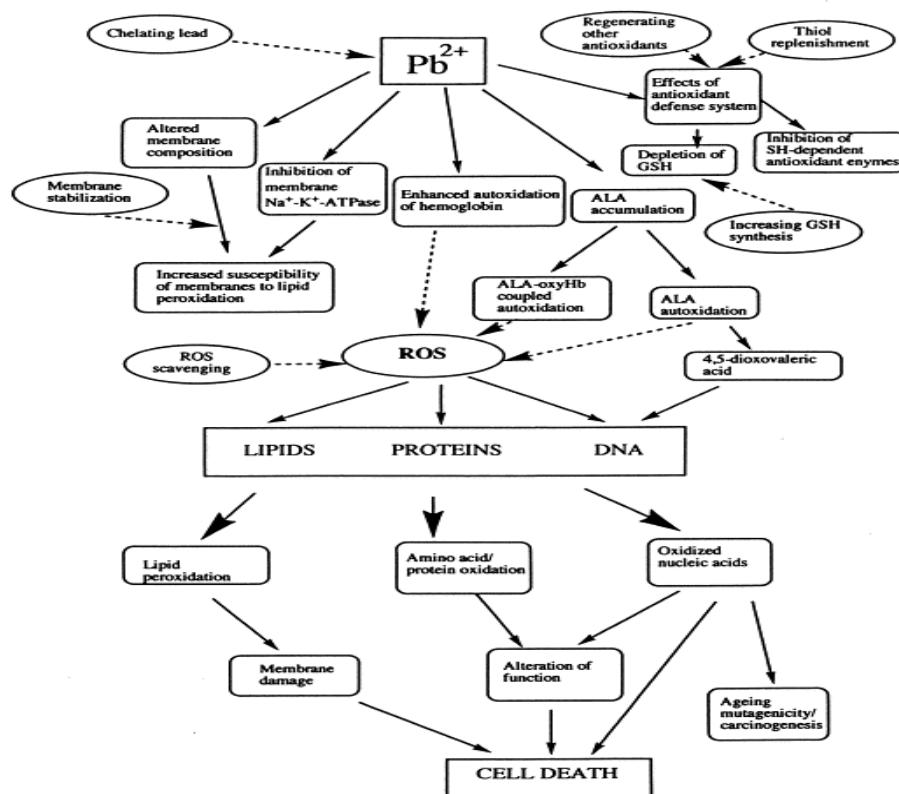 Chelating lead
Pb2+
Regenerating
other
antioxidants
Thiol
replenishment
Effects of
antioxidant
defense system
Altered
membrane
composition
Inhibition of
membrane
Na+-K+-ATPase
Enhanced autoxidation
of hemoglobin
ALA
accumulation
Depletion of
GSH
Inhibition of
SH-dependent
antioxidant enymes
Membrane
stabilization
Increasing GSH
synthesis
Increased susceptibility
of membranes to lipid
peroxidation
ALA-oxyHb
coupled
autoxidation
ALA
autoxidation
ROS
scavenging
ROS
4,5-dioxovaleric
acid
LIPIDS PROTEINS DNA
Lipid
peroxidation
Amino acid/
protein oxidation
Oxidized
nucleic acids
Membrane
damage
Alteration of
function
Ageing
mutagenicity/
carcinogenesis
CELL DEATH